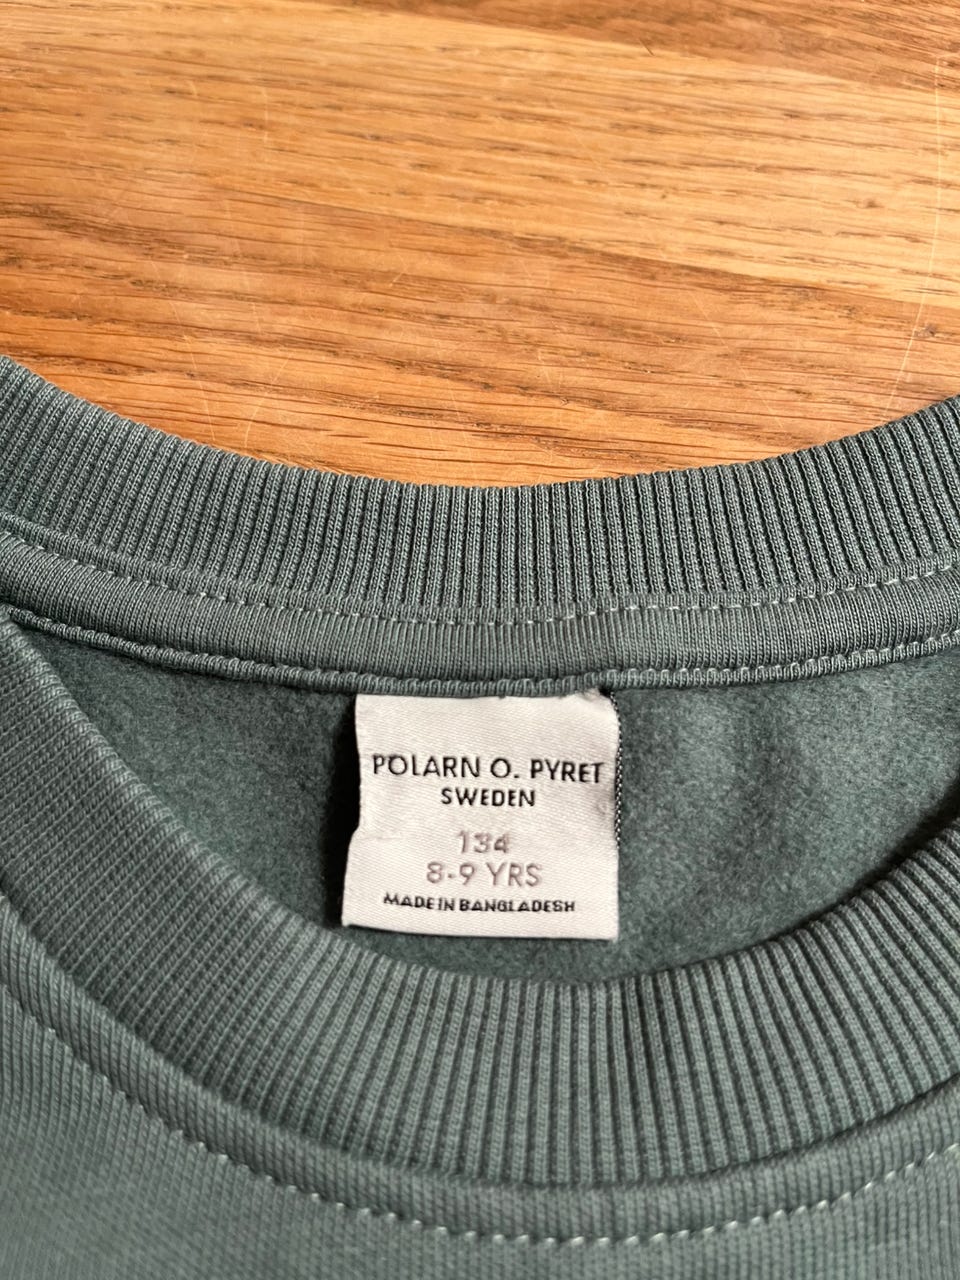 POLARN O. PYRET
SWEDEN
134
8-9 YRS
MADE IN BANGLADESH